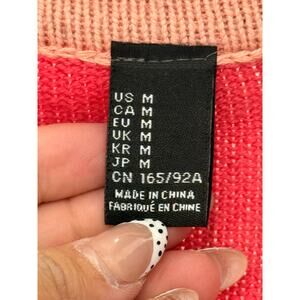 US M
CA M
EU M
UK M
KR M
JP M
CN 165/92A
MADE IN CHINA
FABRIQUÉ EN CHINE